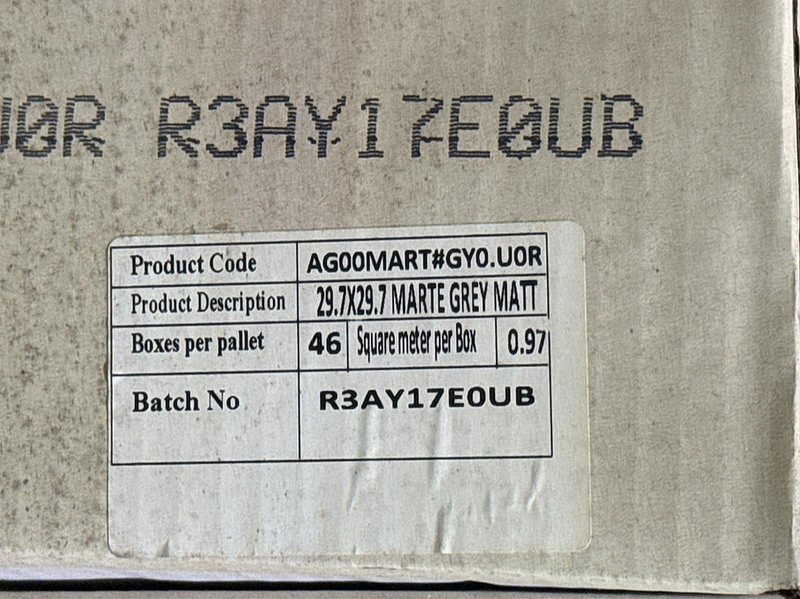 U0R R3AY17E0UB
Product Code AG00MART#GY0.U0R
Product Description 29.7X29.7 MARTE GREY MATT
Boxes per pallet 46 Square meter per Box 0.97
Batch No R3AY17E0UB